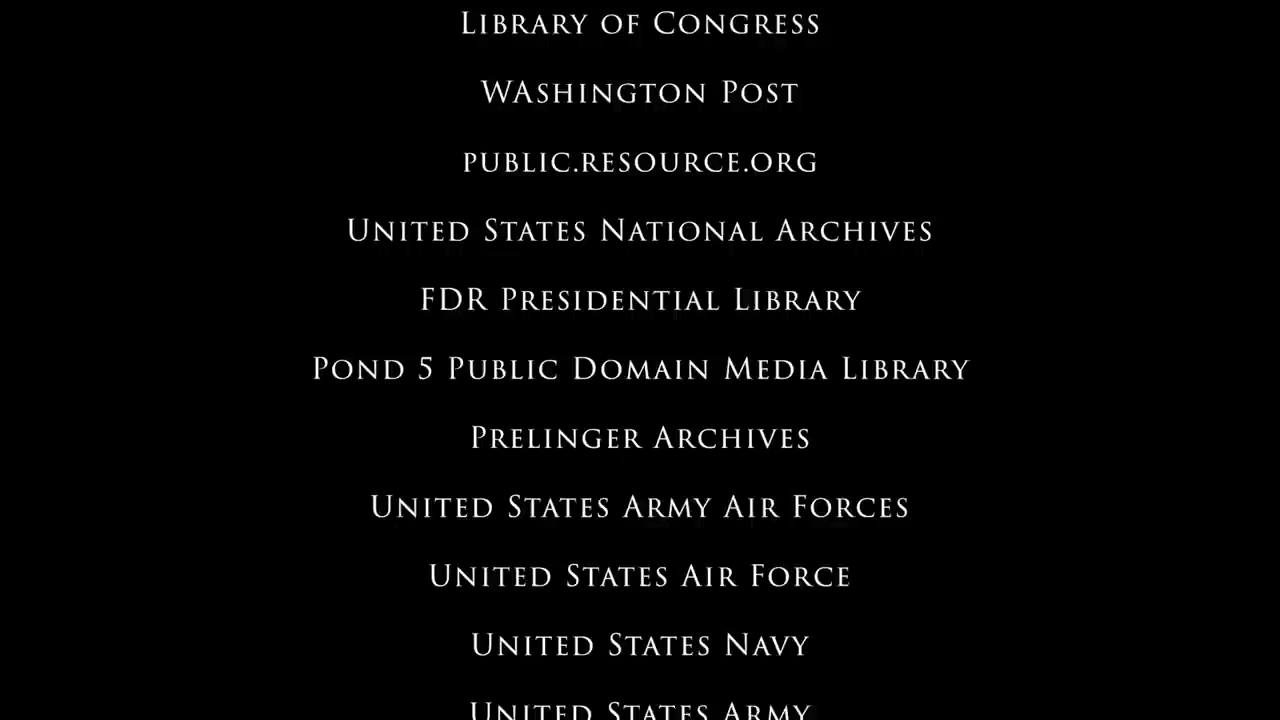 Library of Congress
WAshington Post
public.resource.org
United States National Archives
FDR Presidential Library
Pond 5 Public Domain Media Library
Prelinger Archives
United States Army Air Forces
United States Air Force
United States Navy
United States Army